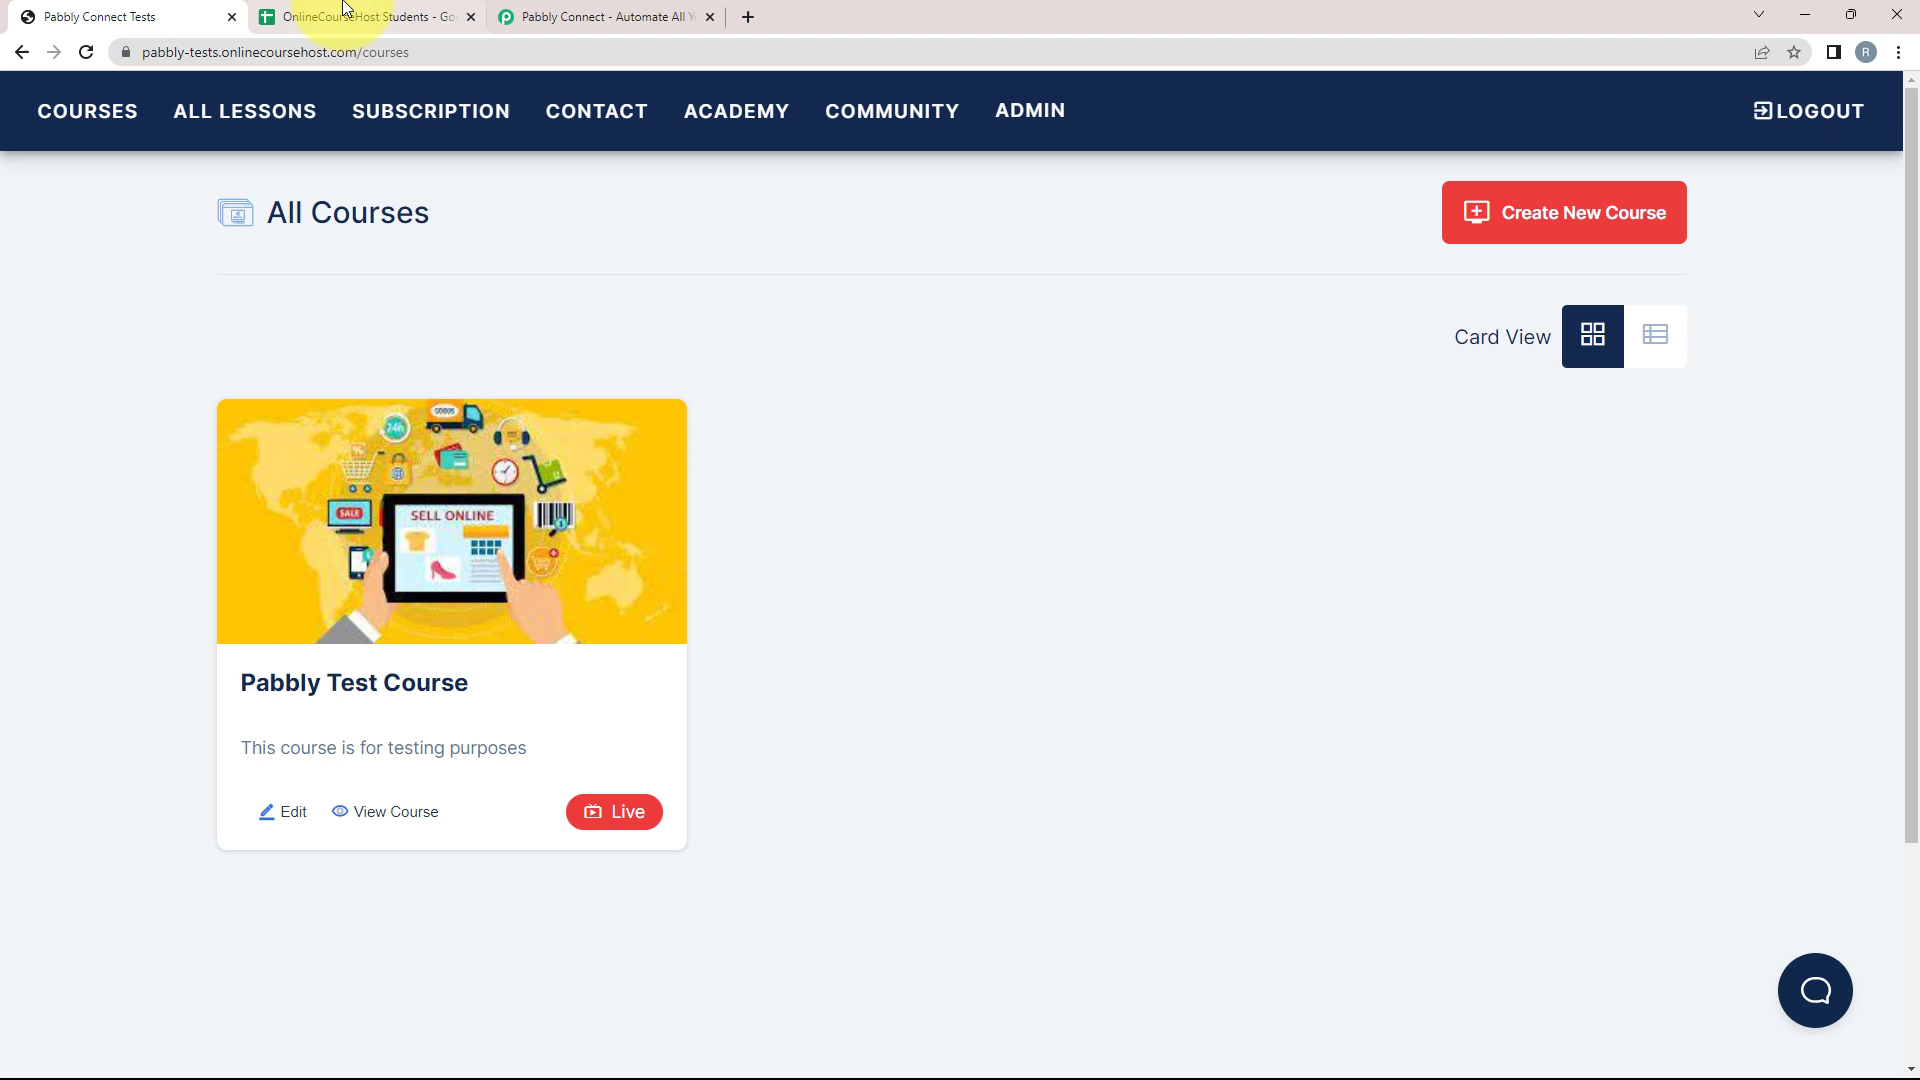 Pabbly Connect Tests
OnlineCourseHost Students - Go
Pabbly Connect - Automate All Y
pabbly-tests.onlinecoursehost.com/courses
R
COURSES ALL LESSONS SUBSCRIPTION CONTACT ACADEMY COMMUNITY ADMIN LOGOUT
All Courses
Create New Course
Card View
GOODS
24h
SALE
SELL ONLINE
Pabbly Test Course
This course is for testing purposes
Edit View Course Live